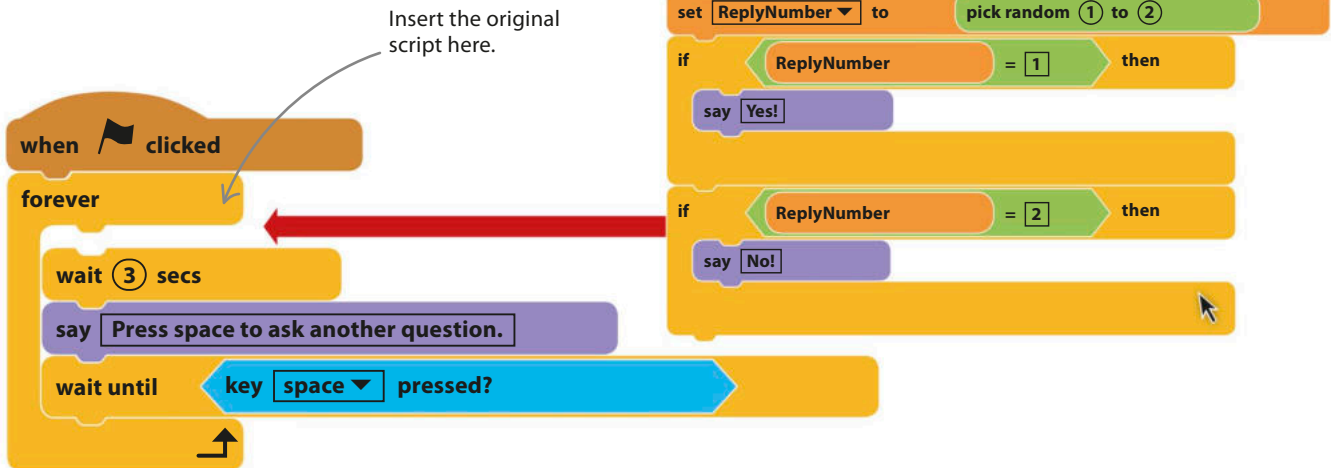 Insert the original
script here.
when clicked
forever
wait 3 secs
say Press space to ask another question.
wait until key space pressed?
set ReplyNumber to pick random 1 to 2
if ReplyNumber = 1 then
say Yes!
if ReplyNumber = 2 then
say No!